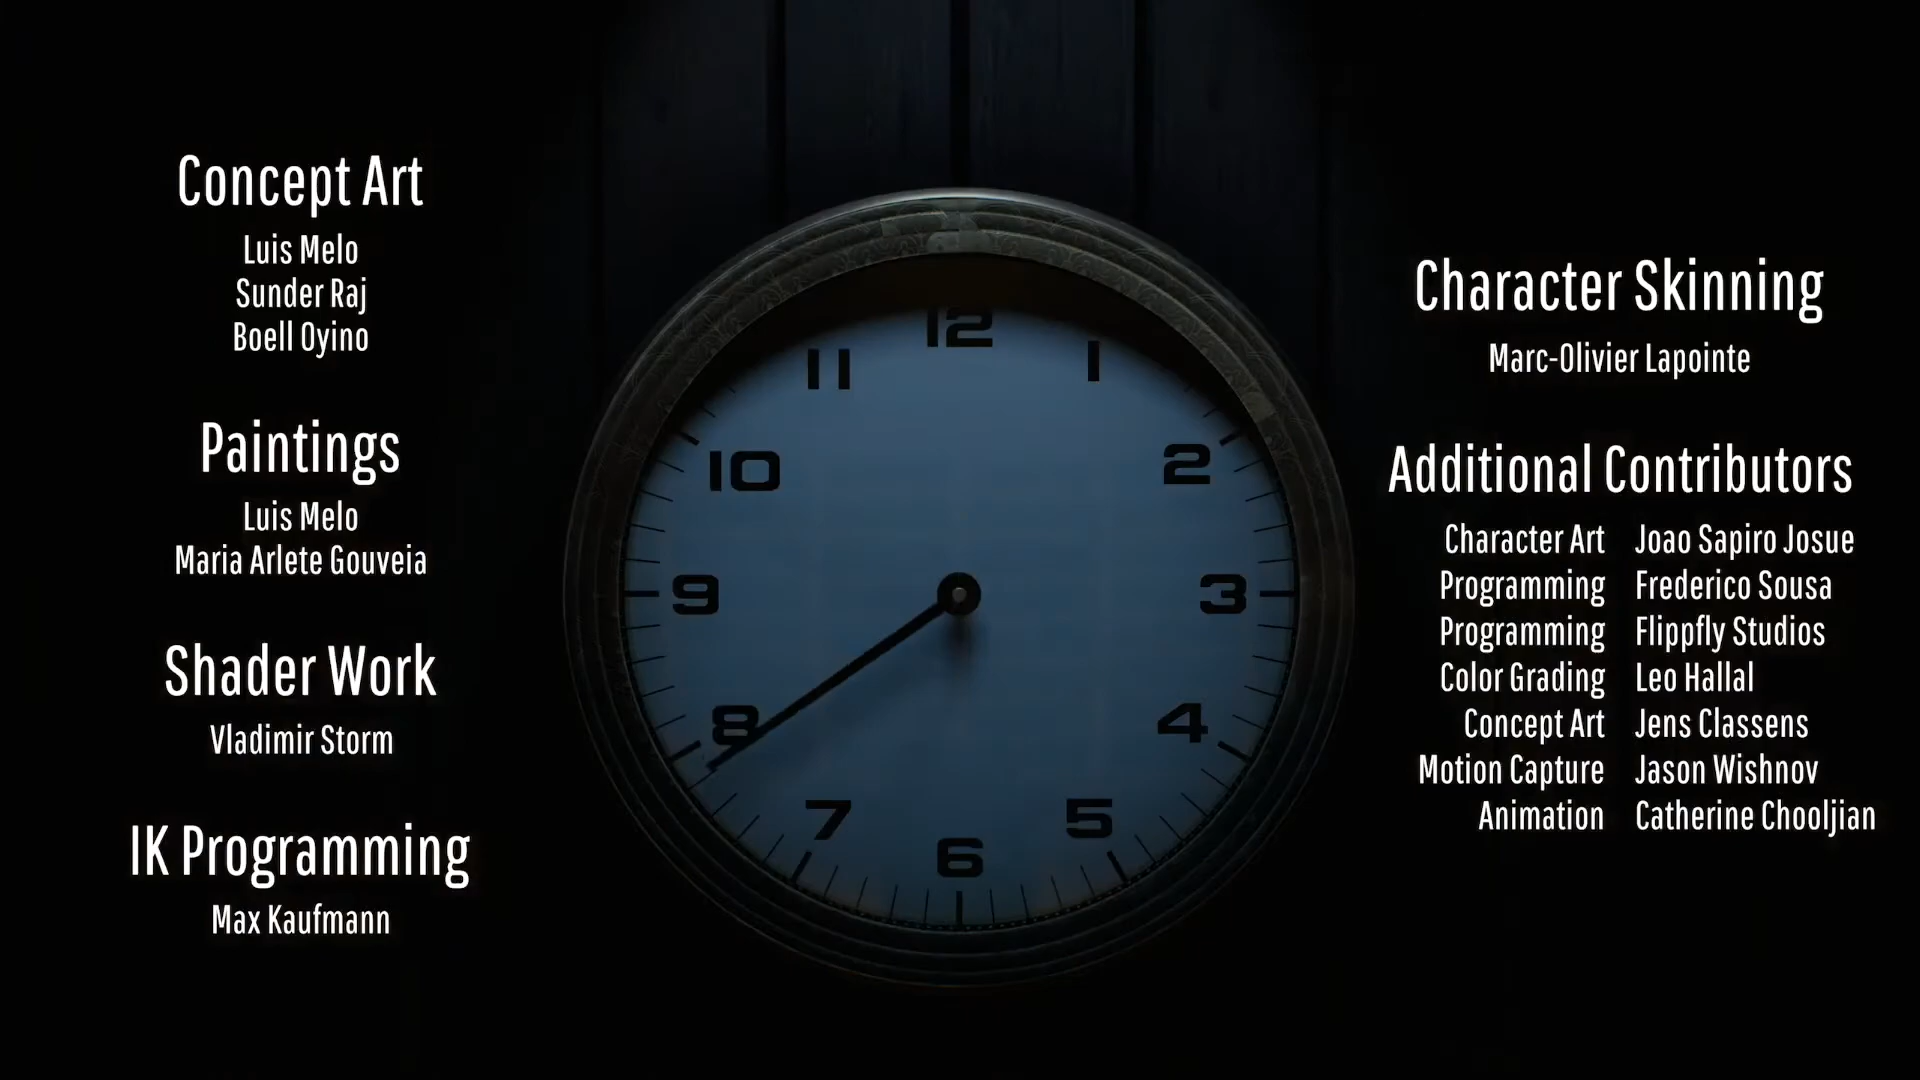 Concept Art
Luis Melo
Sunder Raj
Boell Oyino
Paintings
Luis Melo
Maria Arlete Gouveia
Shader Work
Vladimir Storm
IK Programming
Max Kaufmann
12
1
2
3
4
5
6
7
8
9
10
11
Character Skinning
Marc-Olivier Lapointe
Additional Contributors
Character Art Joao Sapiro Josue
Programming Frederico Sousa
Programming Flippfly Studios
Color Grading Leo Hallal
Concept Art Jens Classens
Motion Capture Jason Wishnov
Animation Catherine Chooljian